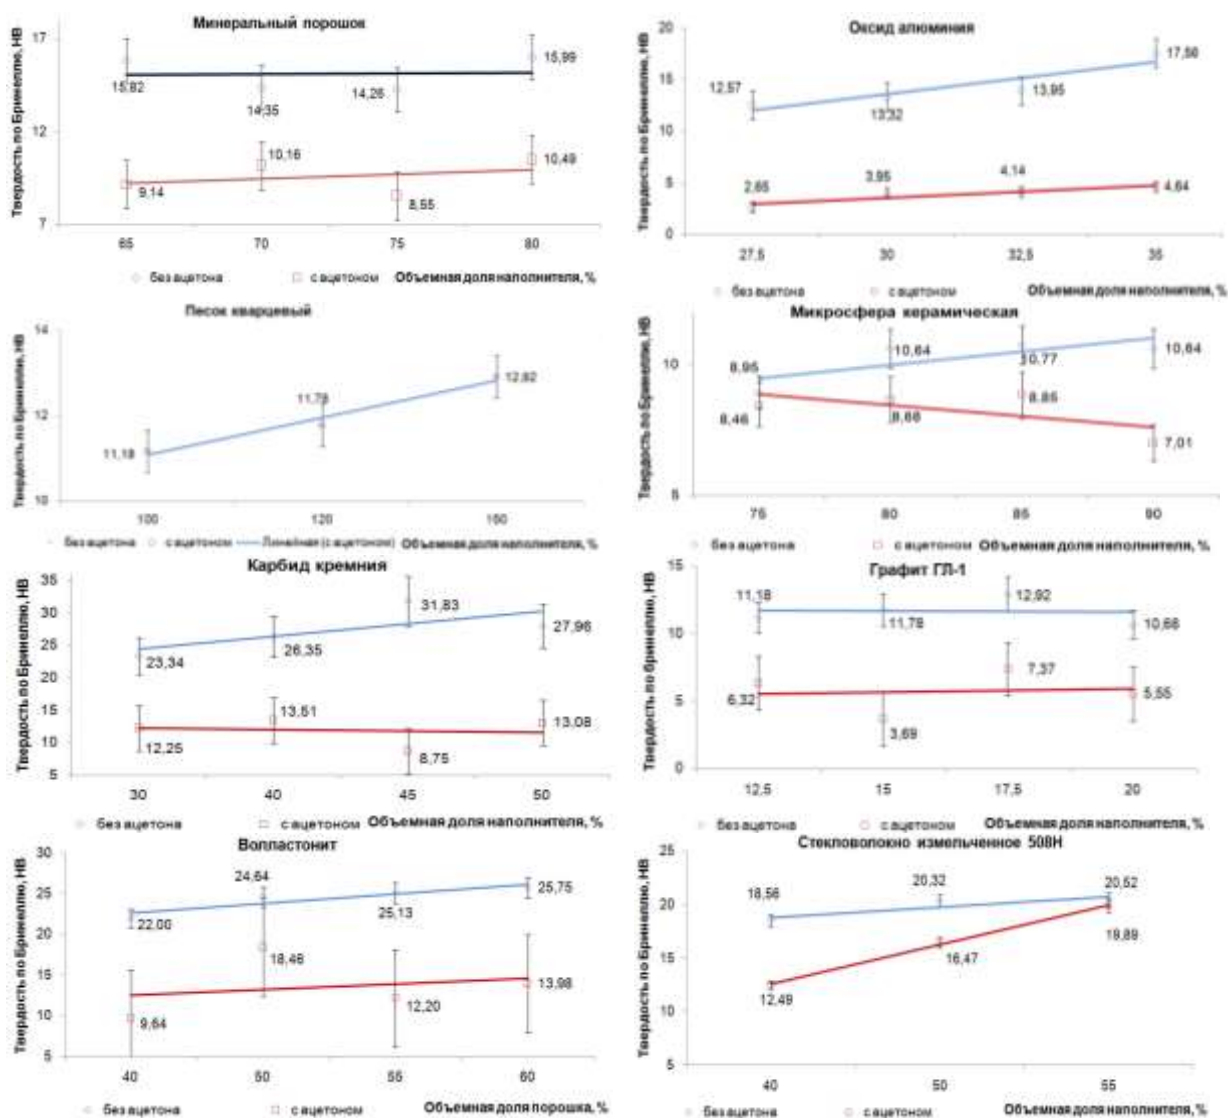 Минеральный порошок
Твердость по Бринеллю, НВ
17
12
7
15,82
14,35
14,26
15,99
9,14
10,16
8,55
10,49
65 70 75 80
без ацетона с ацетоном Объемная доля наполнителя, %
Оксид алюминия
Твердость по Бринеллю, НВ
20
15
10
5
0
12,57
13,32
13,95
2,65
3,95
4,14
4,64
27,5 30 32,5 35
без ацетона с ацетоном Объемная доля наполнителя, %
Песок кварцевый
Твердость по Бринеллю, НВ
14
12
10
11,18
11,78
100 120
без ацетона с ацетоном Линейная (с ацетоном) Объемная доля наполнителя, %
Микросфера керамическая
Твердость по Бринеллю, НВ
10
8,95
10,64
10,64
8,46
8,66
8,85
7,01
80 85 90
без ацетона с ацетоном Объемная доля наполнителя, %
Карбид кремния
Твердость по Бринеллю, НВ
35
30
25
20
15
10
5
23,34
26,35
31,83
27,96
12,25
13,51
8,75
13,08
30 40 45 50
без ацетона с ацетоном Объемная доля наполнителя, %
Графит ГЛ-1
Твердость по бринеллю, НВ
15
10
5
0
11,18
11,78
12,92
10,66
6,32
3,69
7,37
5,55
12,5 15 17,5 20
без ацетона с ацетоном Объемная доля наполнителя, %
Волластонит
Твердость по Бринеллю, НВ
30
25
20
15
10
5
22,00
24,64
25,13
25,75
9,64
18,46
12,20
13,98
40 50 55 60
без ацетона с ацетоном Объемная доля порошка, %
Стекловолокно измельченное 508Н
Твердость по Бринеллю, НВ
25
20
15
10
5
18,56
20,32
20,52
12,49
16,47
19,89
40 50 55
без ацетона с ацетоном Объемная доля наполнителя, %